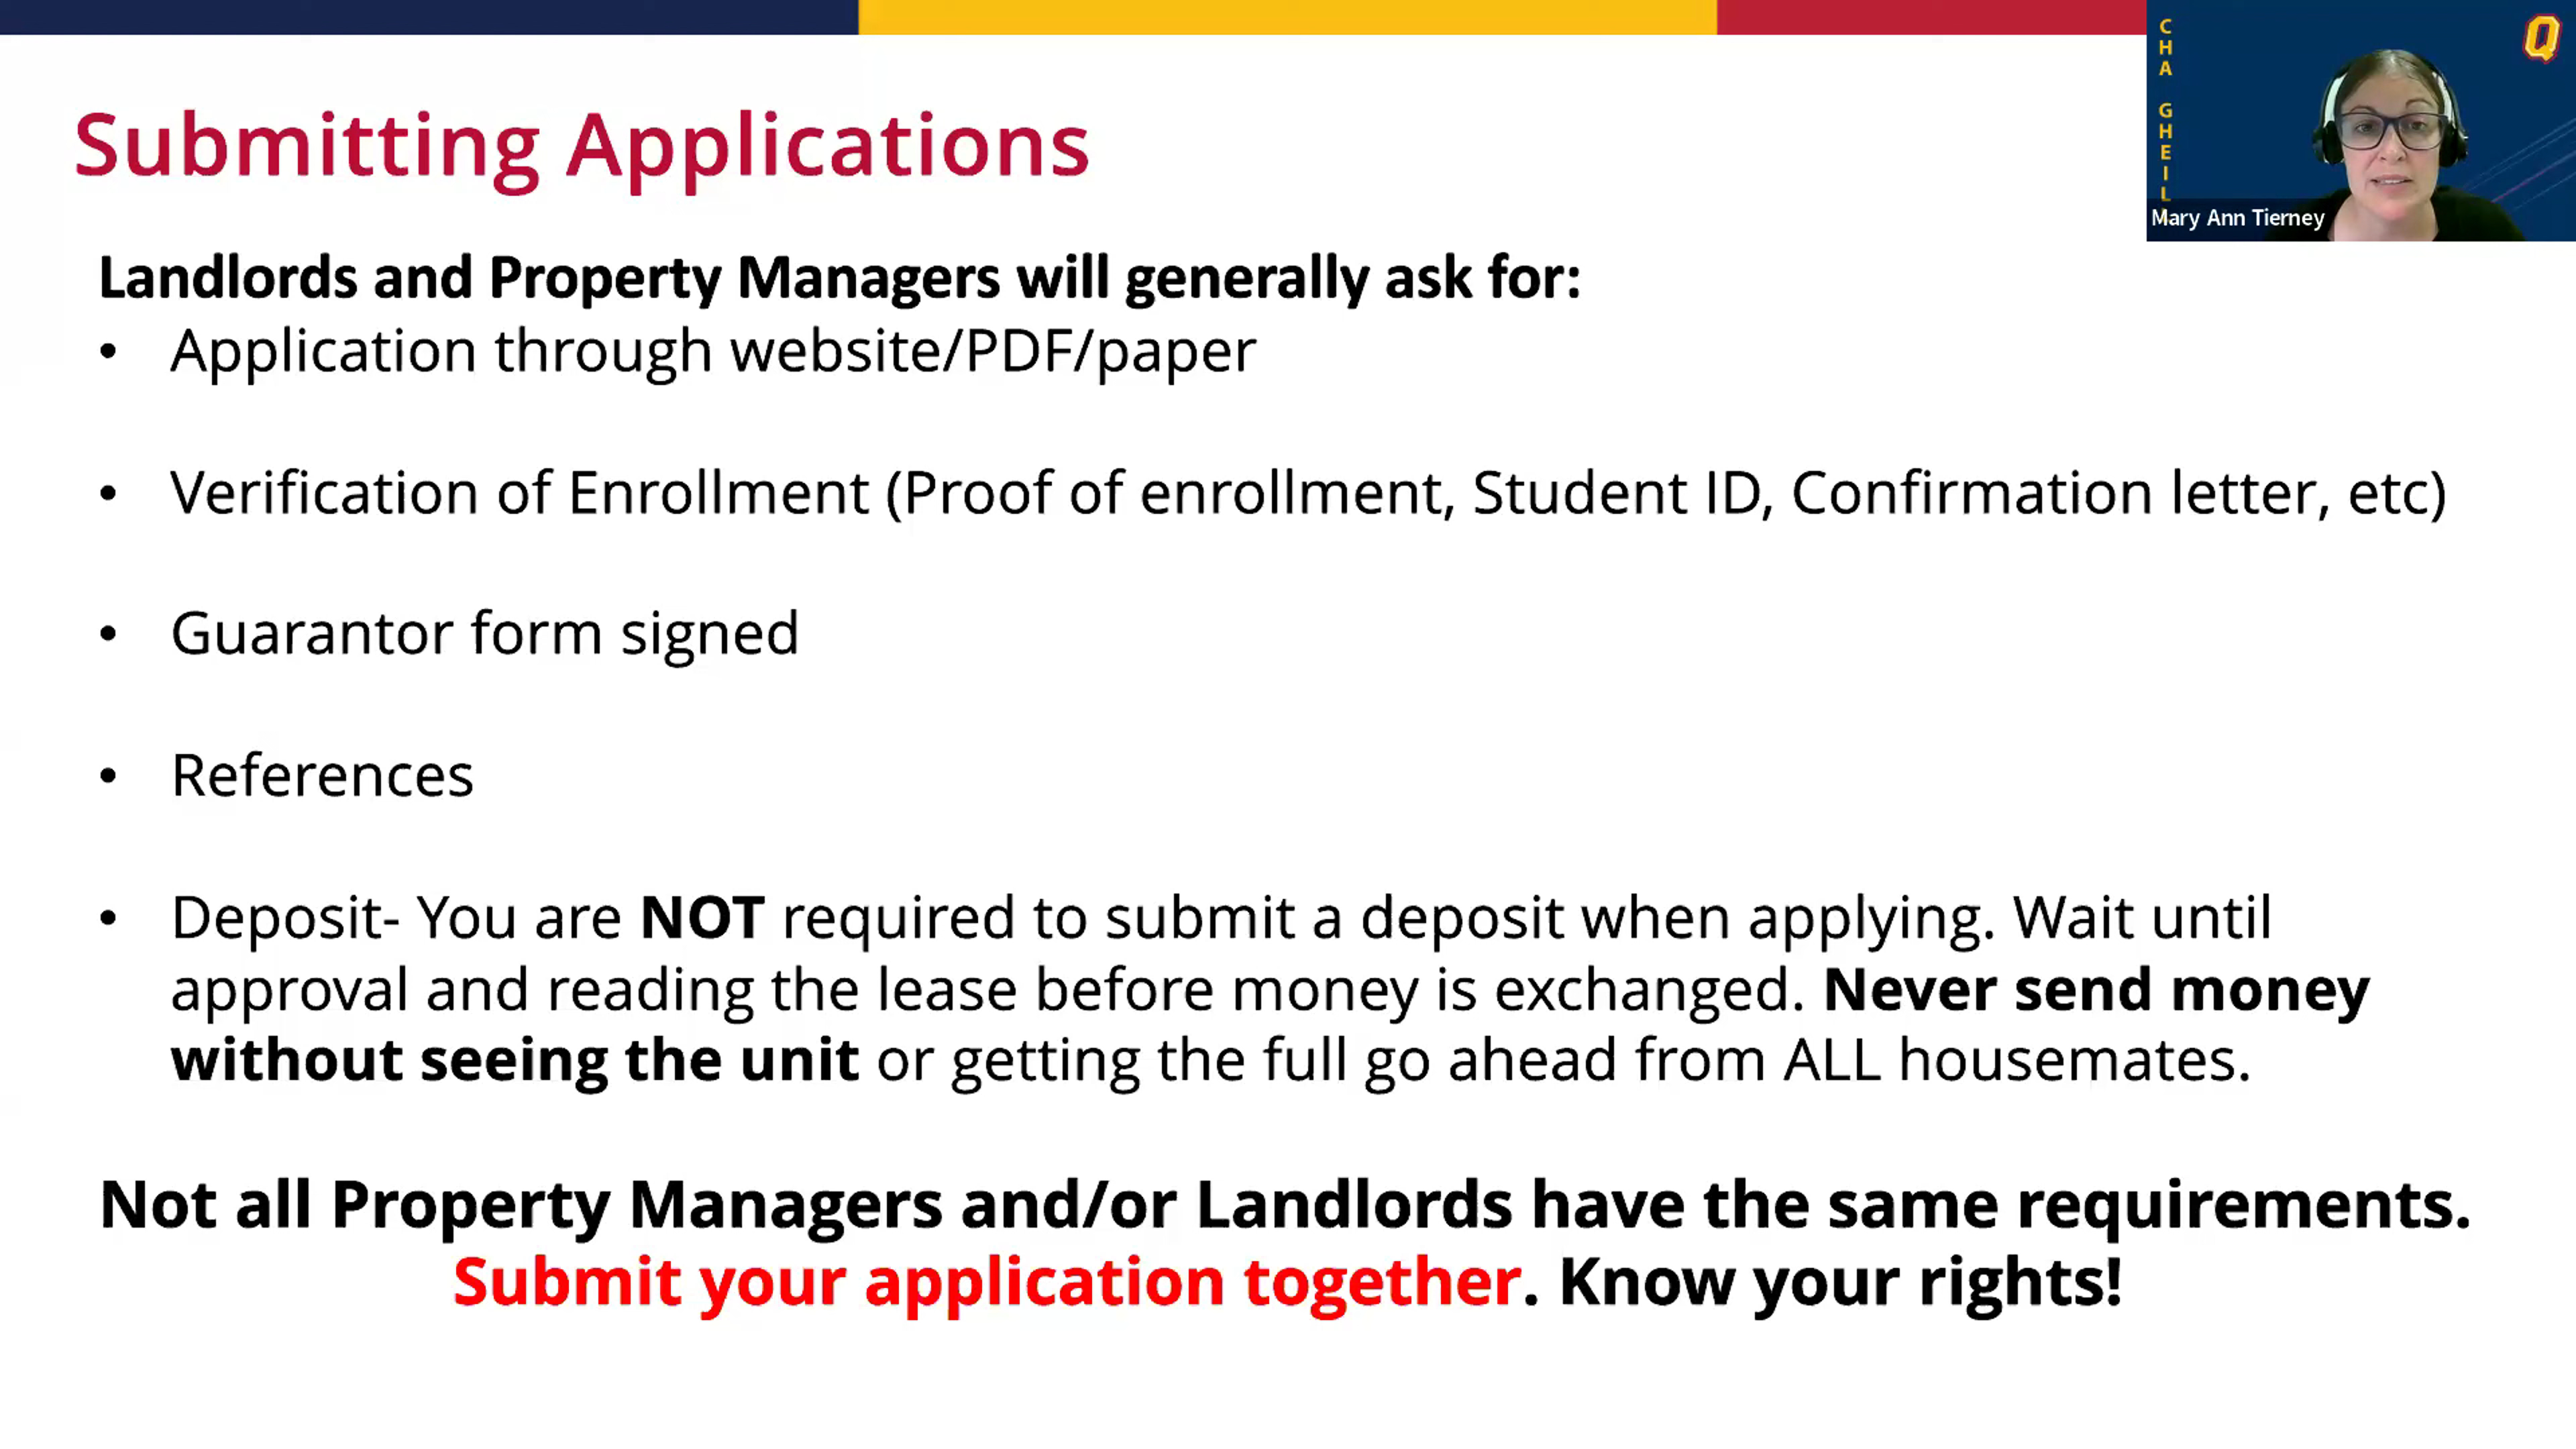 Submitting Applications
Landlords and Property Managers will generally ask for:
• Application through website/PDF/paper
• Verification of Enrollment (Proof of enrollment, Student ID, Confirmation letter, etc)
• Guarantor form signed
• References
• Deposit- You are NOT required to submit a deposit when applying. Wait until
approval and reading the lease before money is exchanged. Never send money
without seeing the unit or getting the full go ahead from ALL housemates.
Not all Property Managers and/or Landlords have the same requirements.
Submit your application together. Know your rights!
CHA GHEIL
Q
Mary Ann Tierney